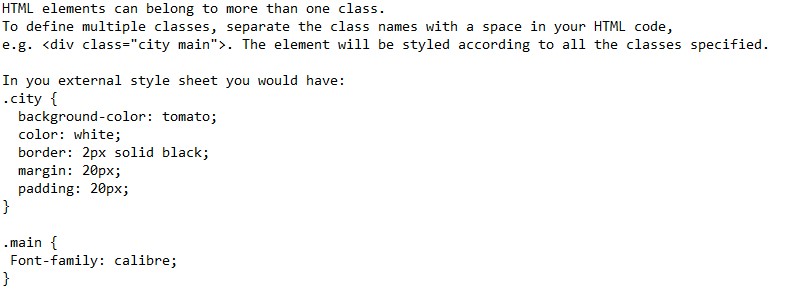 HTML elements can belong to more than one class.
To define multiple classes, separate the class names with a space in your HTML code,
e.g. <div class="city main">. The element will be styled according to all the classes specified.

In you external style sheet you would have:
.city {
  background-color: tomato;
  color: white;
  border: 2px solid black;
  margin: 20px;
  padding: 20px;
}

.main {
 Font-family: calibre;
}